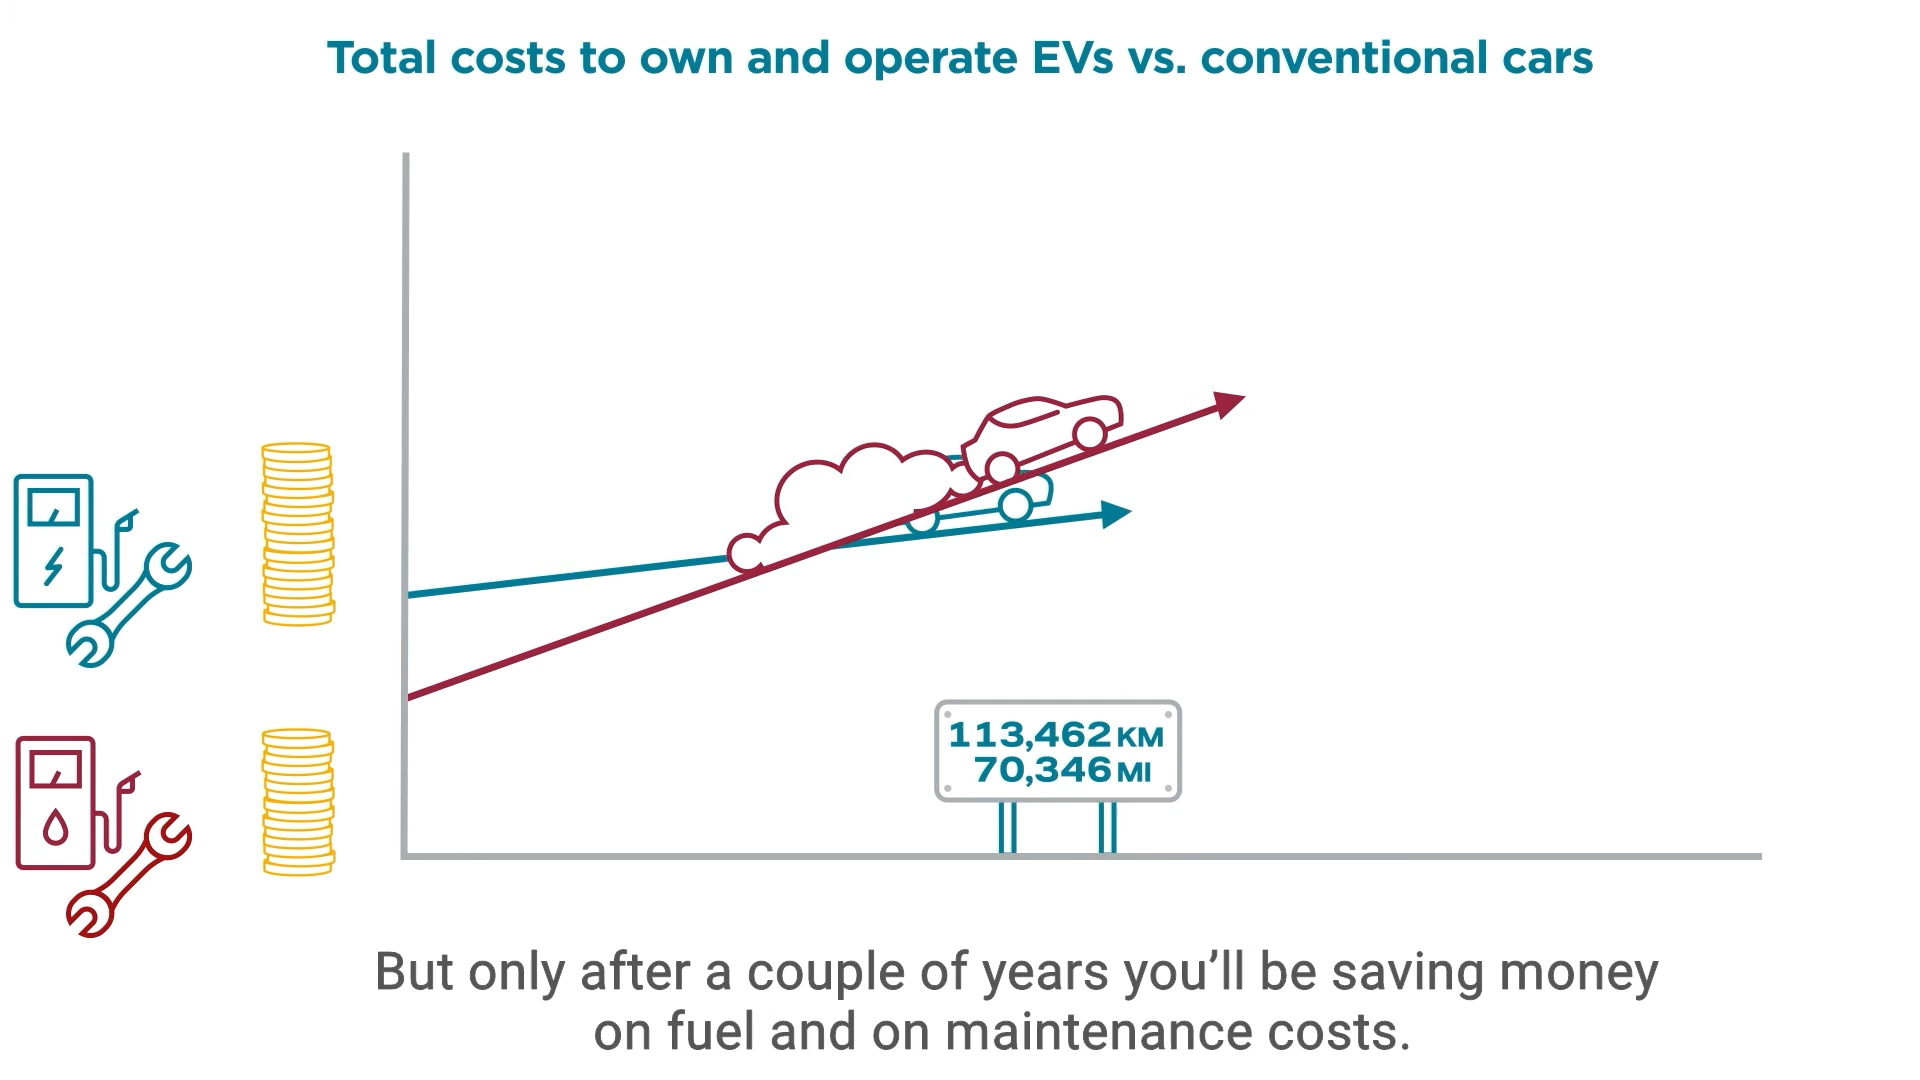 Total costs to own and operate EVs vs. conventional cars
113,462 KM
70,346 MI
But only after a couple of years you’ll be saving money
on fuel and on maintenance costs.